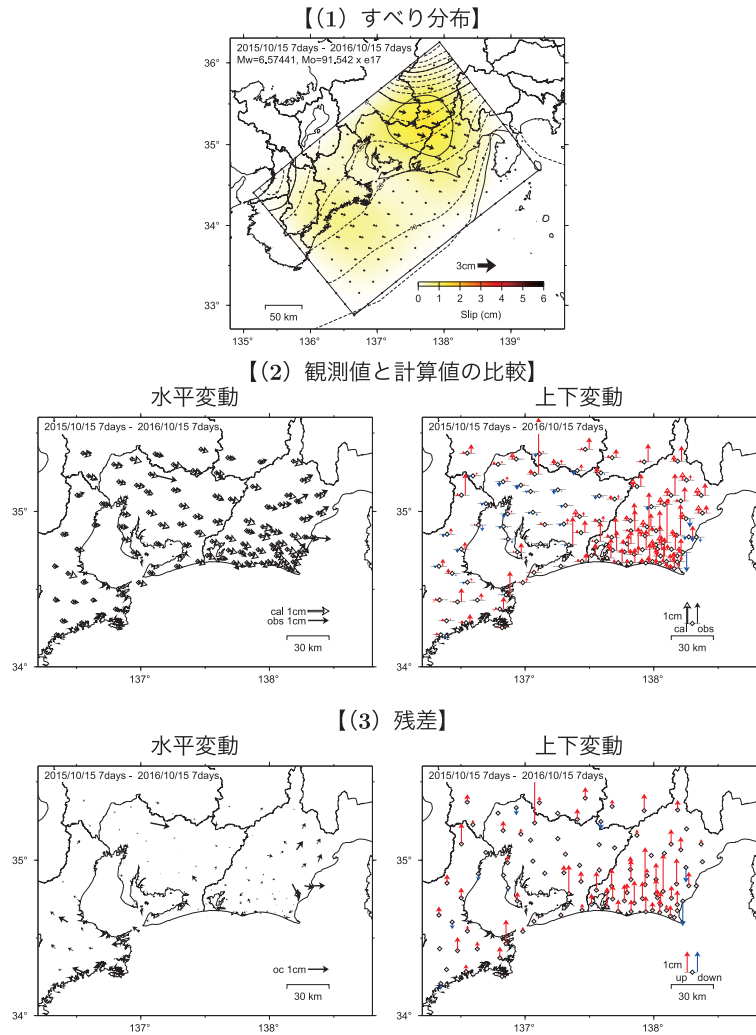 【(1) すべり分布】
2015/10/15 7days - 2016/10/15 7days
Mw=6.57441, Mo=91.542 x e17
36°
35°
34°
33°
3cm
0 1 2 3 4 5 6
Slip (cm)
50 km
135° 136° 137° 138° 139°
【(2) 観測値と計算値の比較】
水平変動 上下変動
2015/10/15 7days - 2016/10/15 7days
35°
34°
cal 1cm
obs 1cm
30 km
137° 138°
2015/10/15 7days - 2016/10/15 7days
35°
34°
1cm
cal obs
30 km
137° 138°
【(3) 残差】
水平変動 上下変動
2015/10/15 7days - 2016/10/15 7days
35°
34°
oc 1cm
30 km
137° 138°
2015/10/15 7days - 2016/10/15 7days
35°
34°
1cm
up down
30 km
137° 138°